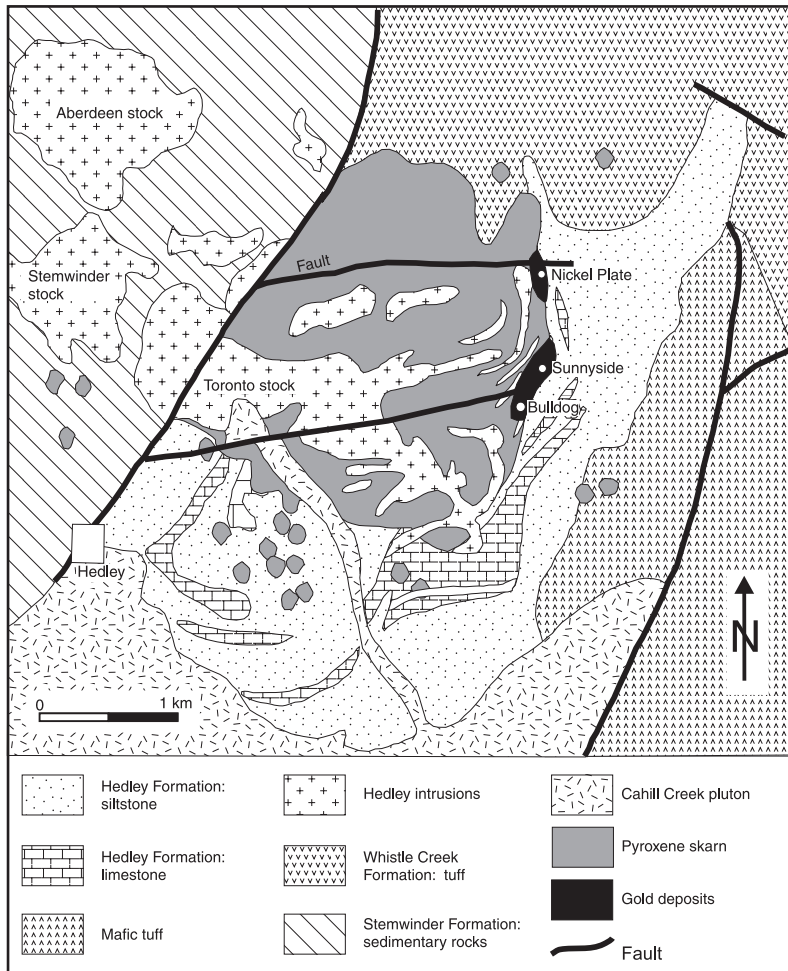 Aberdeen stock
Stemwinder
stock
Fault
Nickel Plate
Sunnyside
Toronto stock
Bulldog
Hedley
N
0 1 km
Hedley Formation:
siltstone
Hedley intrusions
Cahill Creek pluton
Hedley Formation:
limestone
Whistle Creek
Formation: tuff
Pyroxene skarn
Gold deposits
Mafic tuff
Stemwinder Formation:
sedimentary rocks
Fault